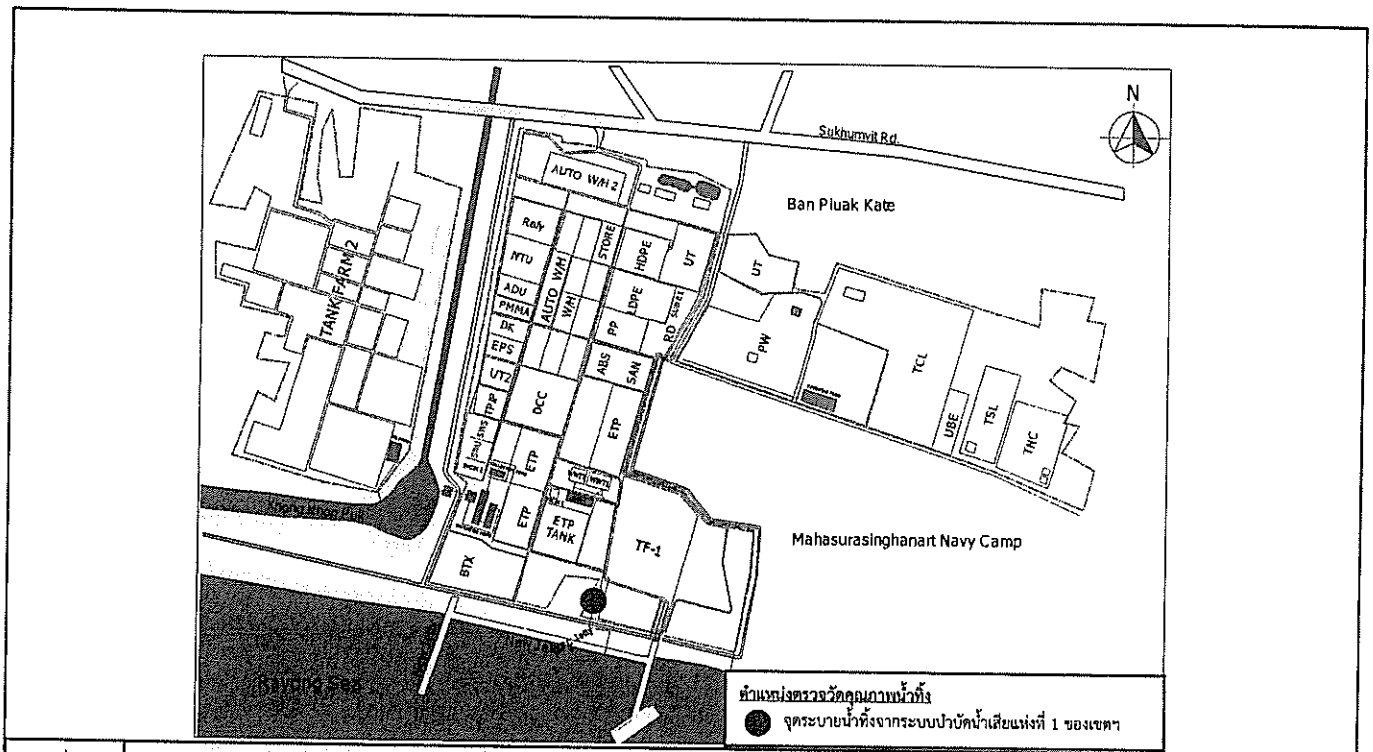 N
Sukhumvit Rd.
AUTO W/H 2
Ban Pluak Kate
STORE
HDPE
UT
UT
NTU
AUTO W/H
W/H
ADU
LDPE
PMMA
TANK FARM 2
DK
PP
RD
PW
EPS
ABS
SAN
TCL
UT2
DCC
TPIP
UBE
TSL
THC
ETP
ETP
ETP
ETP TANK
TF-1
Mahasurasinghanart Navy Camp
BTX
Rayong Sea
ตำแหน่งตรวจวัดคุณภาพน้ำทิ้ง
จุดระบายน้ำทิ้งจากระบบบำบัดน้ำเสียแห่งที่ 1 ของเขตฯ